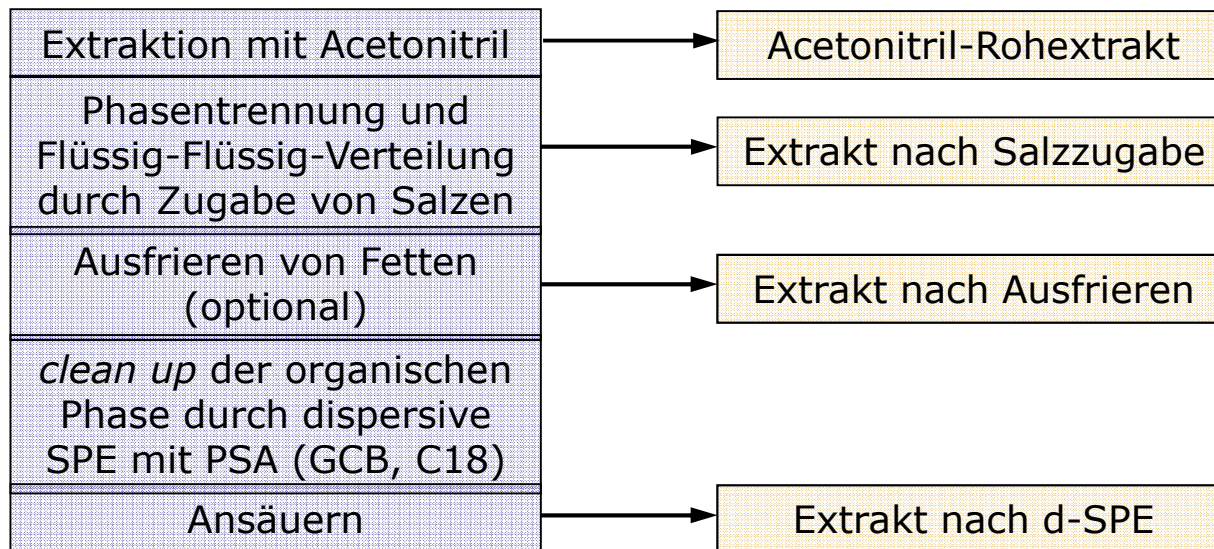 Extraktion mit Acetonitril
Acetonitril-Rohextrakt
Phasentrennung und
Flüssig-Flüssig-Verteilung
durch Zugabe von Salzen
Extrakt nach Salzzugabe
Ausfrieren von Fetten
(optional)
Extrakt nach Ausfrieren
clean up der organischen
Phase durch dispersive
SPE mit PSA (GCB, C18)
Ansäuern
Extrakt nach d-SPE